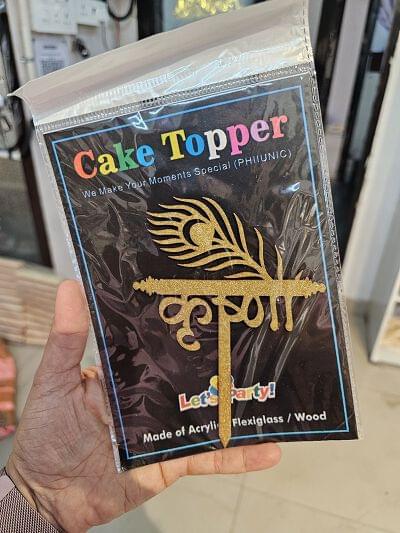 Cake Topper
We Make Your Moments Special (PHIIUNIC)
कृष्णा
Let's Party!
Made of Acrylic Flexiglass / Wood